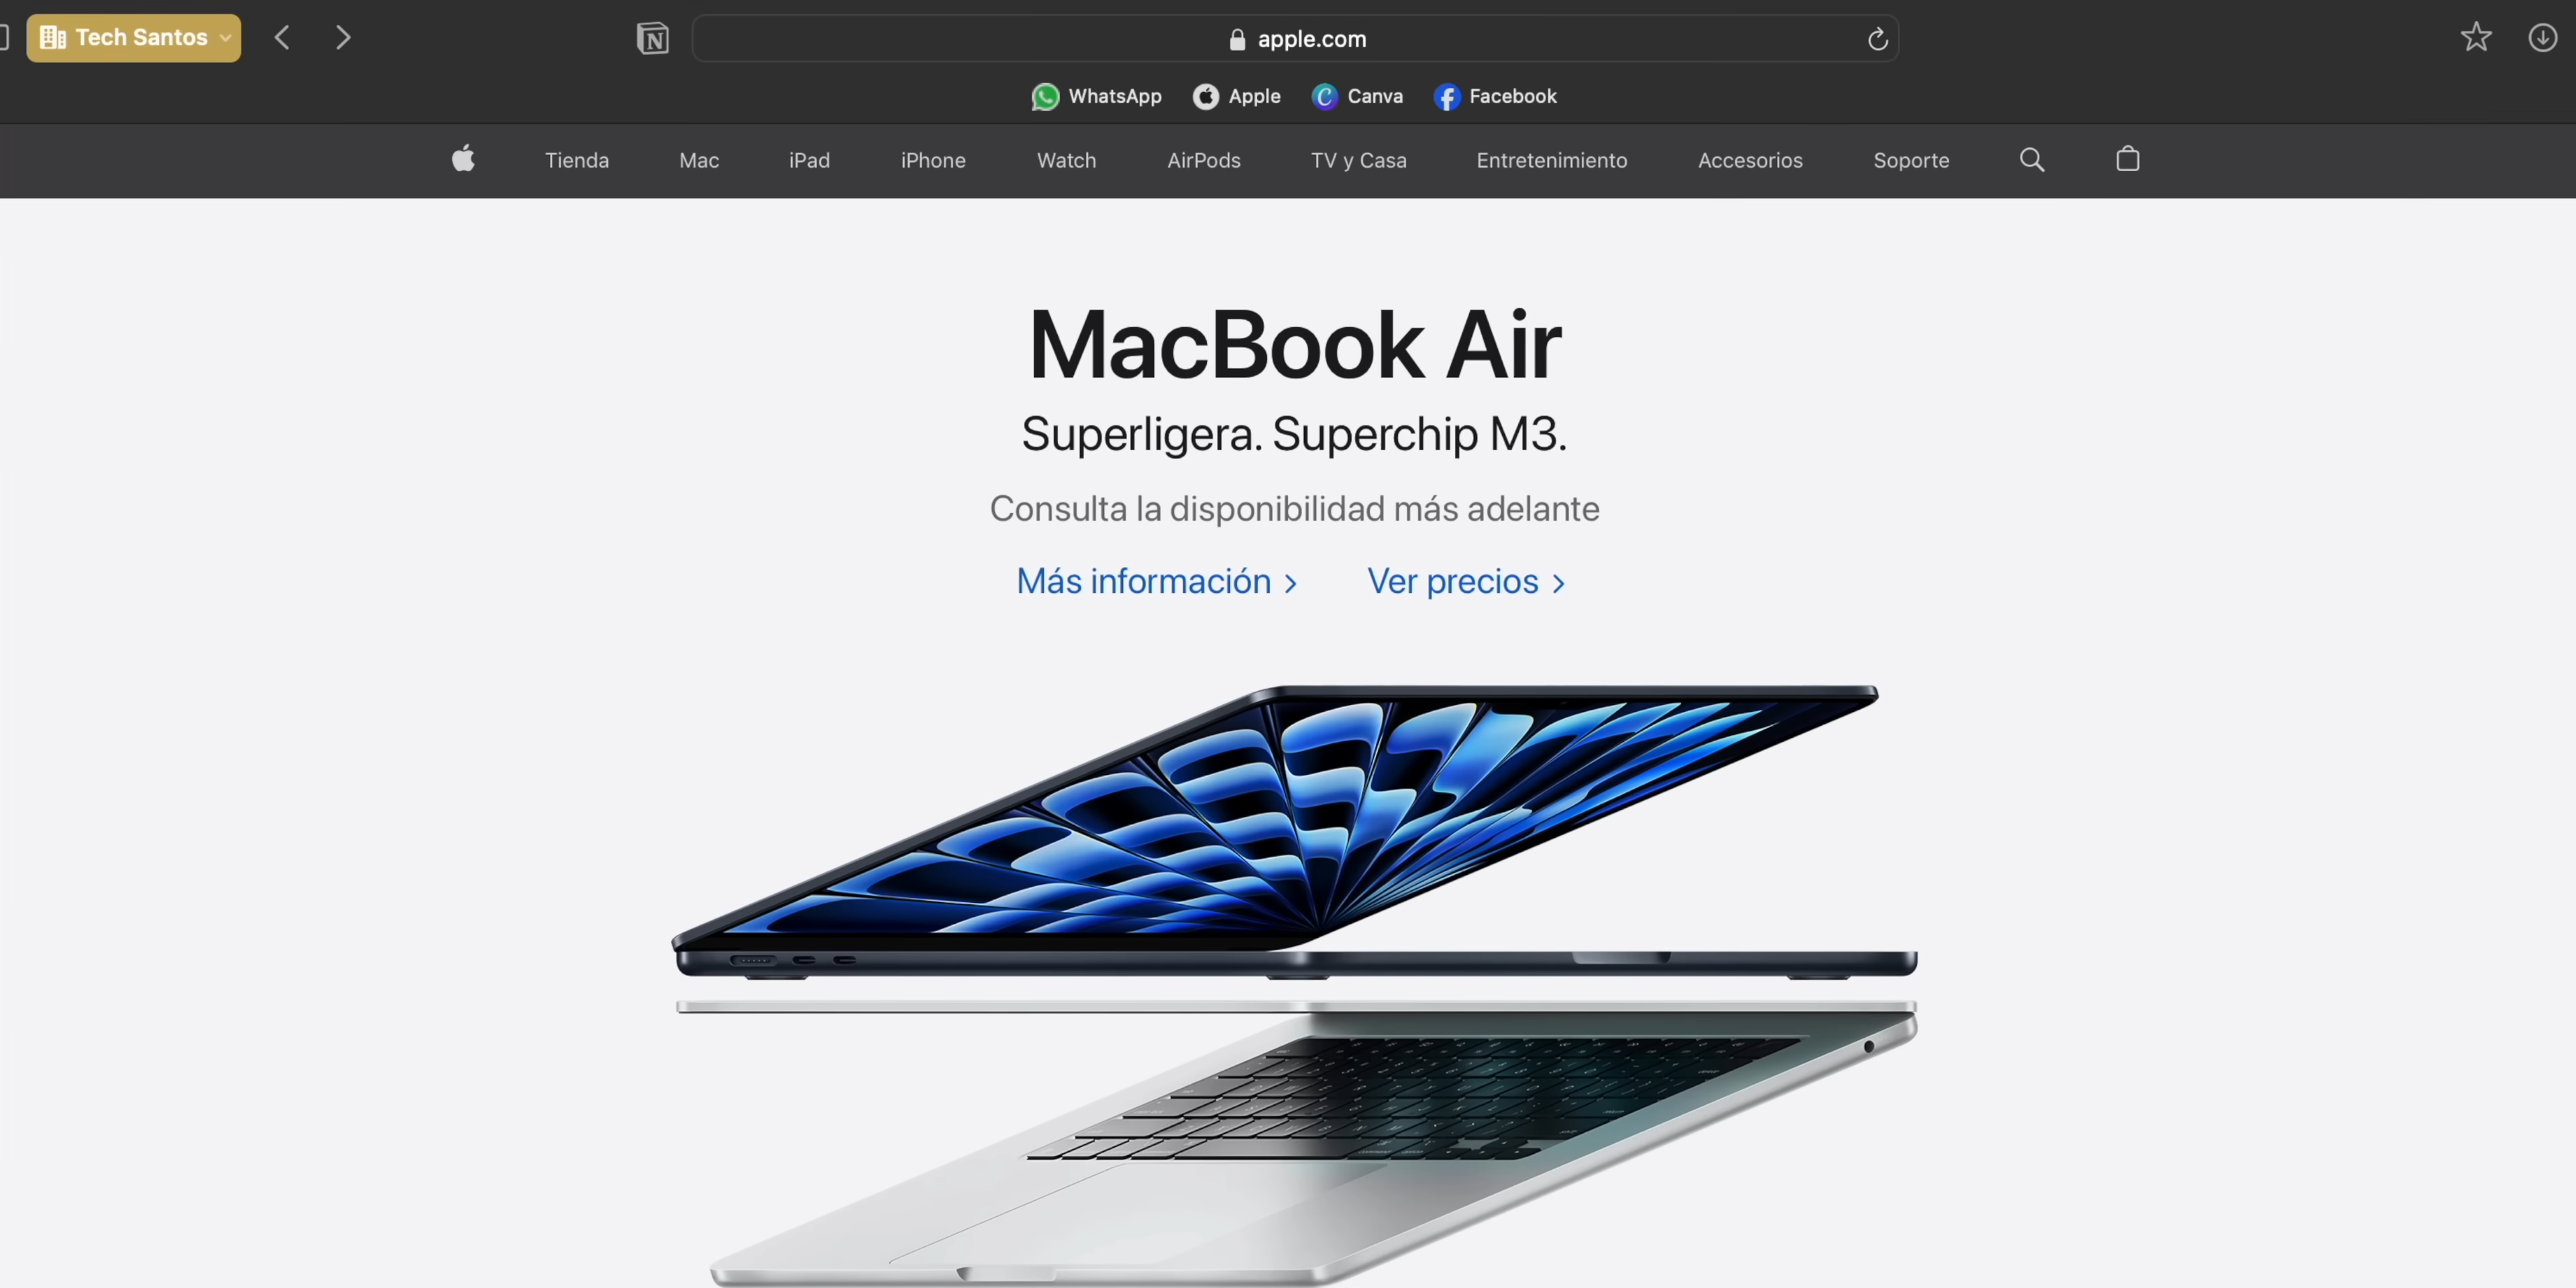 Tech Santos
apple.com
WhatsApp Apple Canva Facebook
Tienda Mac iPad iPhone Watch AirPods TV y Casa Entretenimiento Accesorios Soporte
MacBook Air
Superligera. Superchip M3.
Consulta la disponibilidad más adelante
Más información > Ver precios >